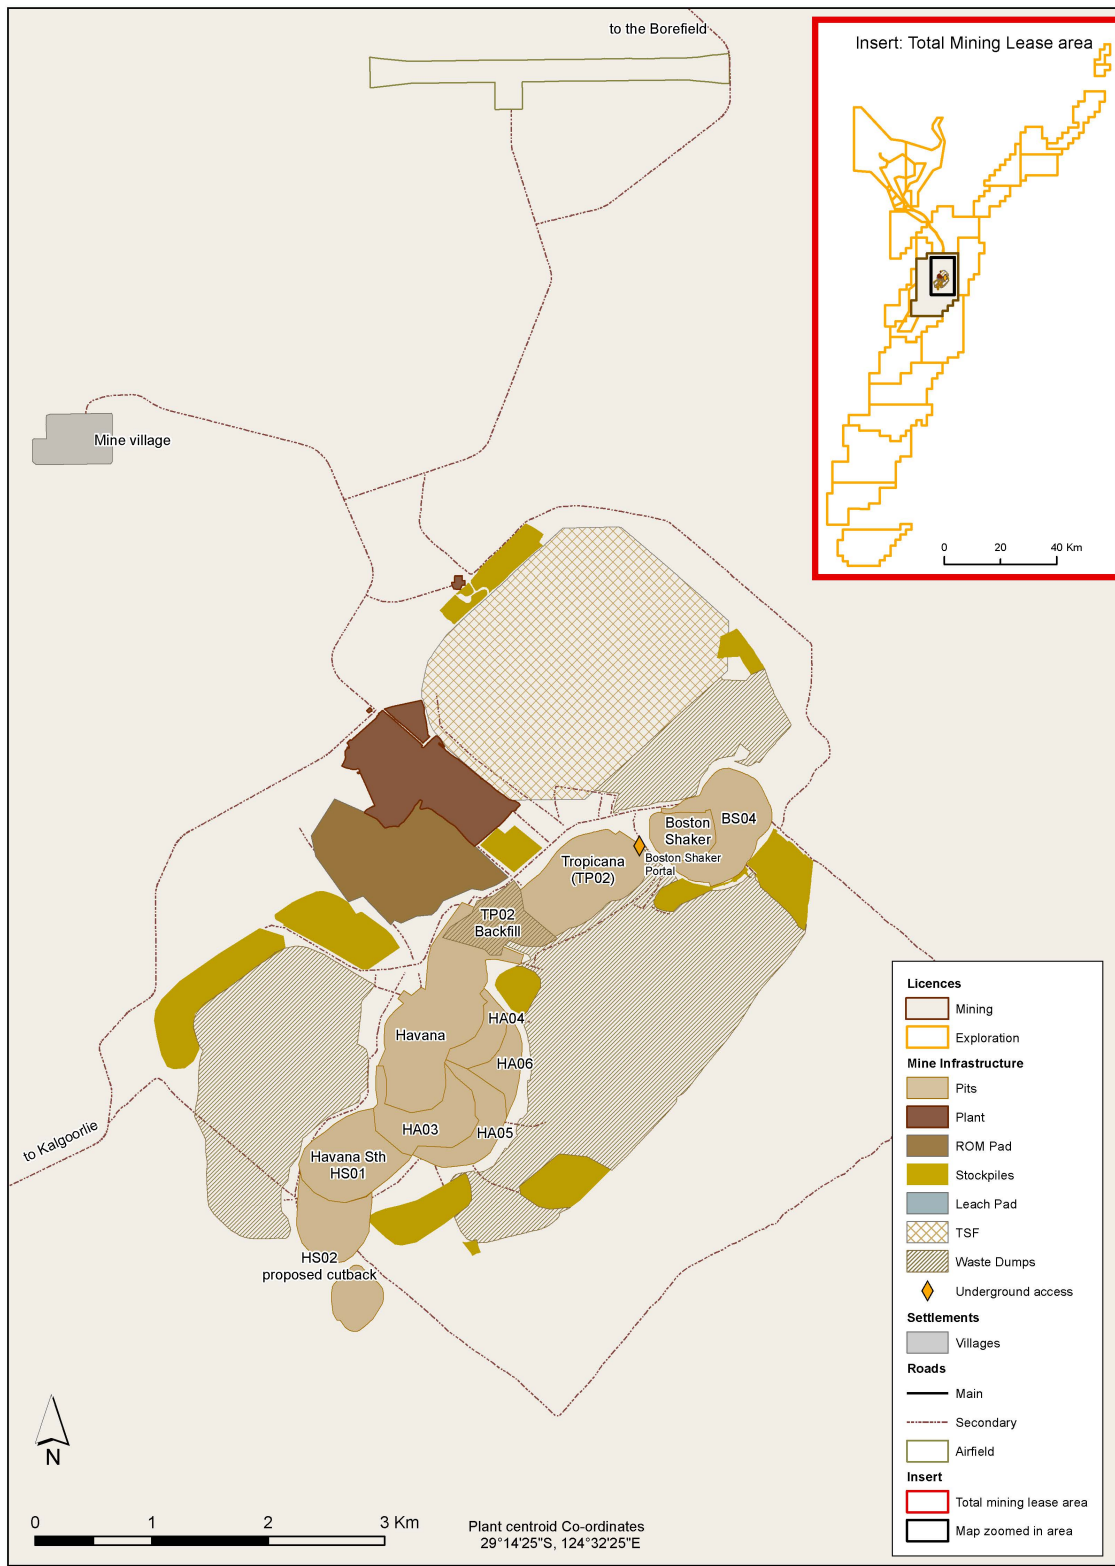 to the Borefield
Insert: Total Mining Lease area
0 20 40 Km
Mine village
Boston
Shaker
BS04
Tropicana
(TP02)
Boston Shaker
Portal
TP02
Backfill
HA04
Havana
HA06
HA03
HA05
Havana Sth
HS01
to Kalgoorlie
HS02
proposed cutback
Licences
Mining
Exploration
Mine Infrastructure
Pits
Plant
ROM Pad
Stockpiles
Leach Pad
TSF
Waste Dumps
Underground access
Settlements
Villages
Roads
Main
Secondary
Airfield
Insert
Total mining lease area
Map zoomed in area
N
0 1 2 3 Km
Plant centroid Co-ordinates
29°14'25"S, 124°32'25"E